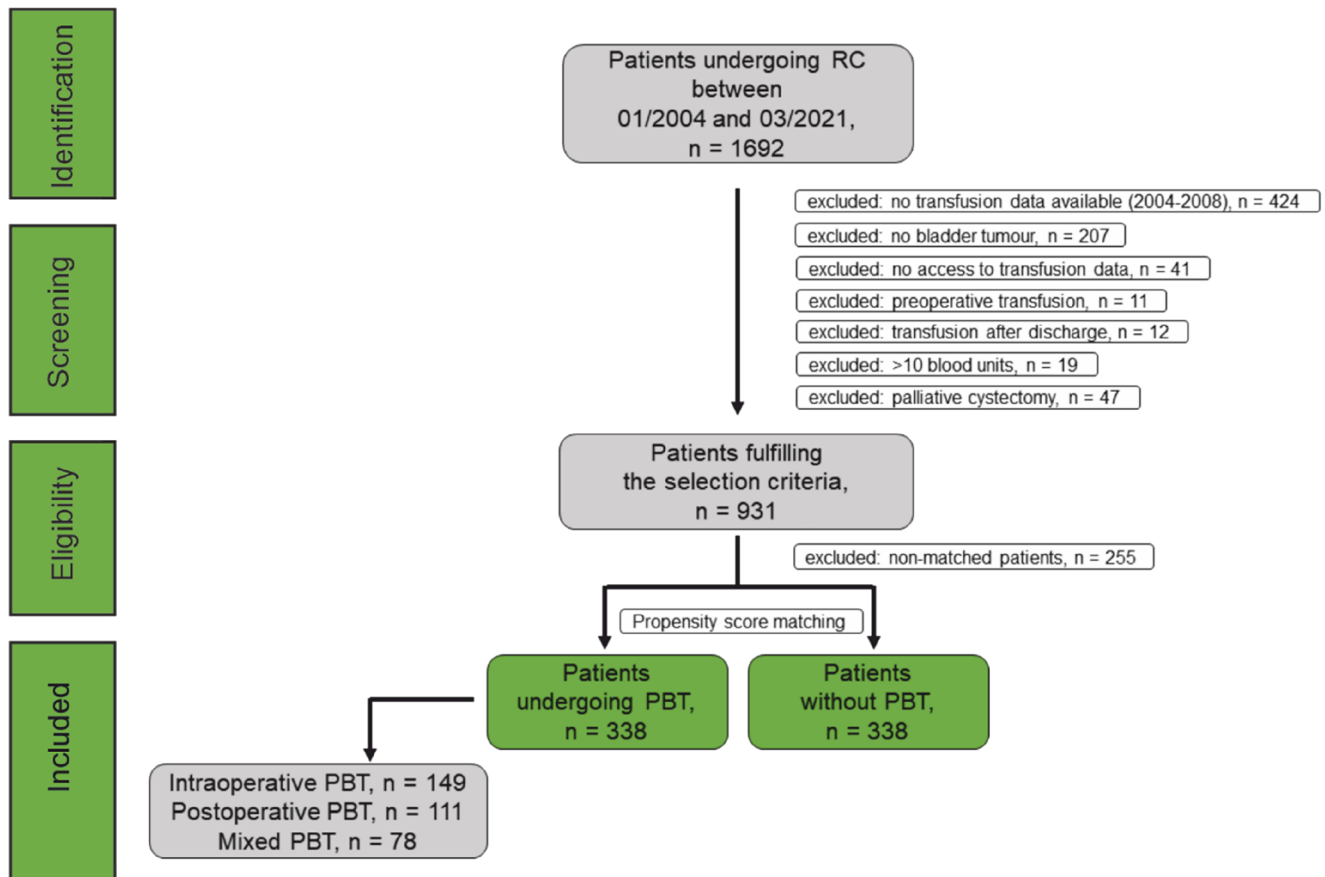 Identification
Patients undergoing RC
between
01/2004 and 03/2021,
n = 1692
excluded: no transfusion data available (2004-2008), n = 424
excluded: no bladder tumour, n = 207
excluded: no access to transfusion data, n = 41
excluded: preoperative transfusion, n = 11
excluded: transfusion after discharge, n = 12
excluded: >10 blood units, n = 19
excluded: palliative cystectomy, n = 47
Screening
Patients fulfilling
the selection criteria,
n = 931
Eligibility
excluded: non-matched patients, n = 255
Propensity score matching
Included
Patients
undergoing PBT,
n = 338
Patients
without PBT,
n = 338
Intraoperative PBT, n = 149
Postoperative PBT, n = 111
Mixed PBT, n = 78